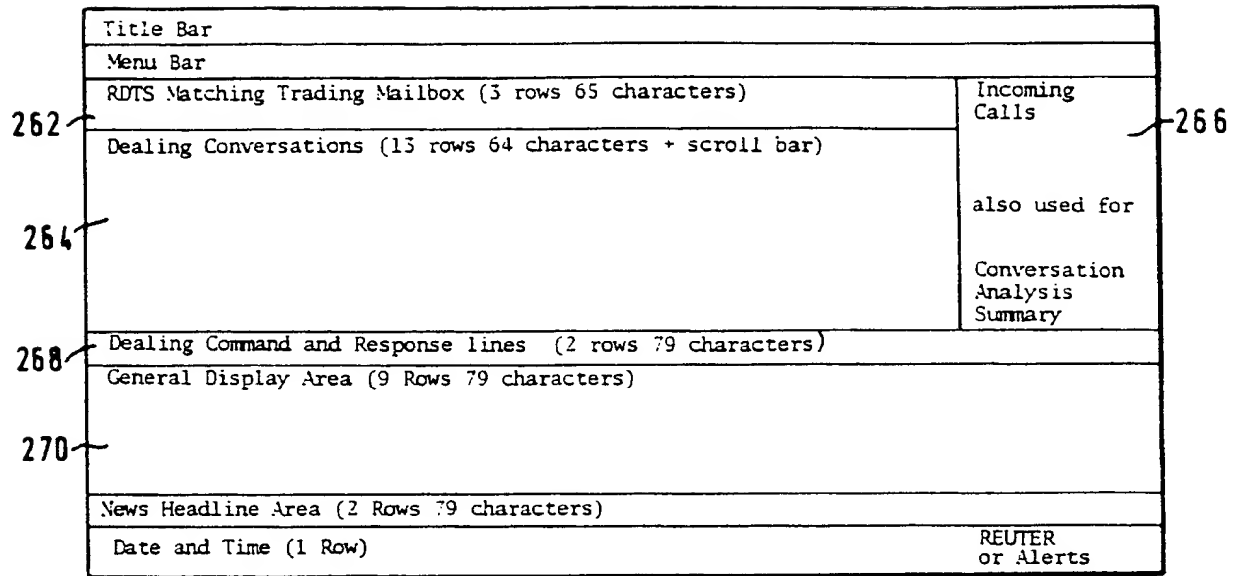 Title Bar
Menu Bar
RDTS Matching Trading Mailbox (3 rows 65 characters)
Incoming
Calls
262
266
Dealing Conversations (13 rows 64 characters + scroll bar)
also used for
264
Conversation
Analysis
Summary
Dealing Command and Response lines (2 rows 79 characters)
268
General Display Area (9 Rows 79 characters)
270
News Headline Area (2 Rows 79 characters)
Date and Time (1 Row)
REUTER
or Alerts